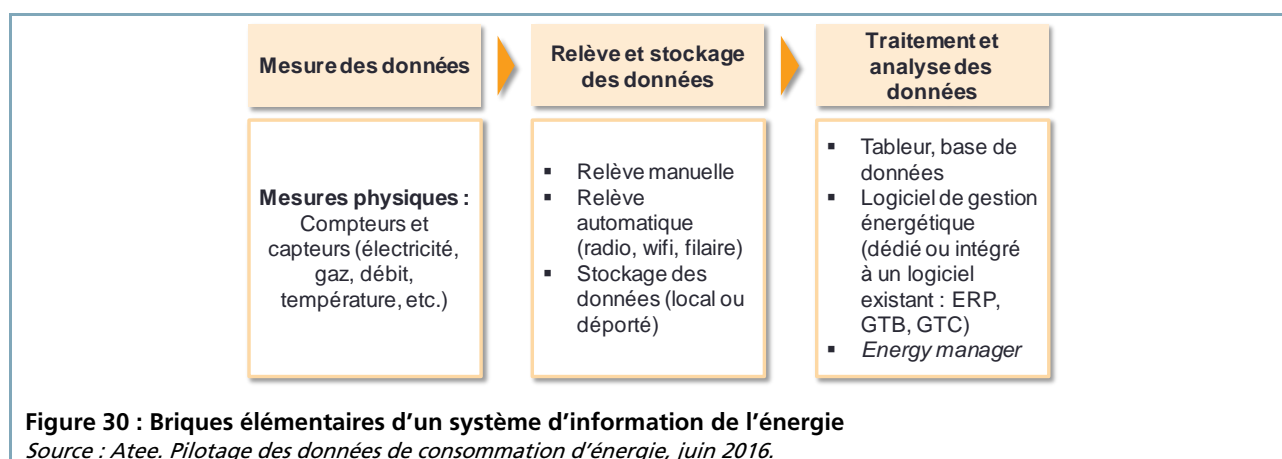 Mesure des données
Relève et stockage
des données
Traitement et
analyse des
données
Mesures physiques :
Compteurs et
capteurs (électricité,
gaz, débit,
température, etc.)
▪ Relève manuelle
▪ Relève
automatique
(radio, wifi, filaire)
▪ Stockage des
données (local ou
déporté)
▪ Tableur, base de
données
▪ Logiciel de gestion
énergétique
(dédié ou intégré
à un logiciel
existant : ERP,
GTB, GTC)
▪ Energy manager
Figure 30 : Briques élémentaires d’un système d’information de l’énergie
Source : Atee. Pilotage des données de consommation d’énergie, juin 2016.